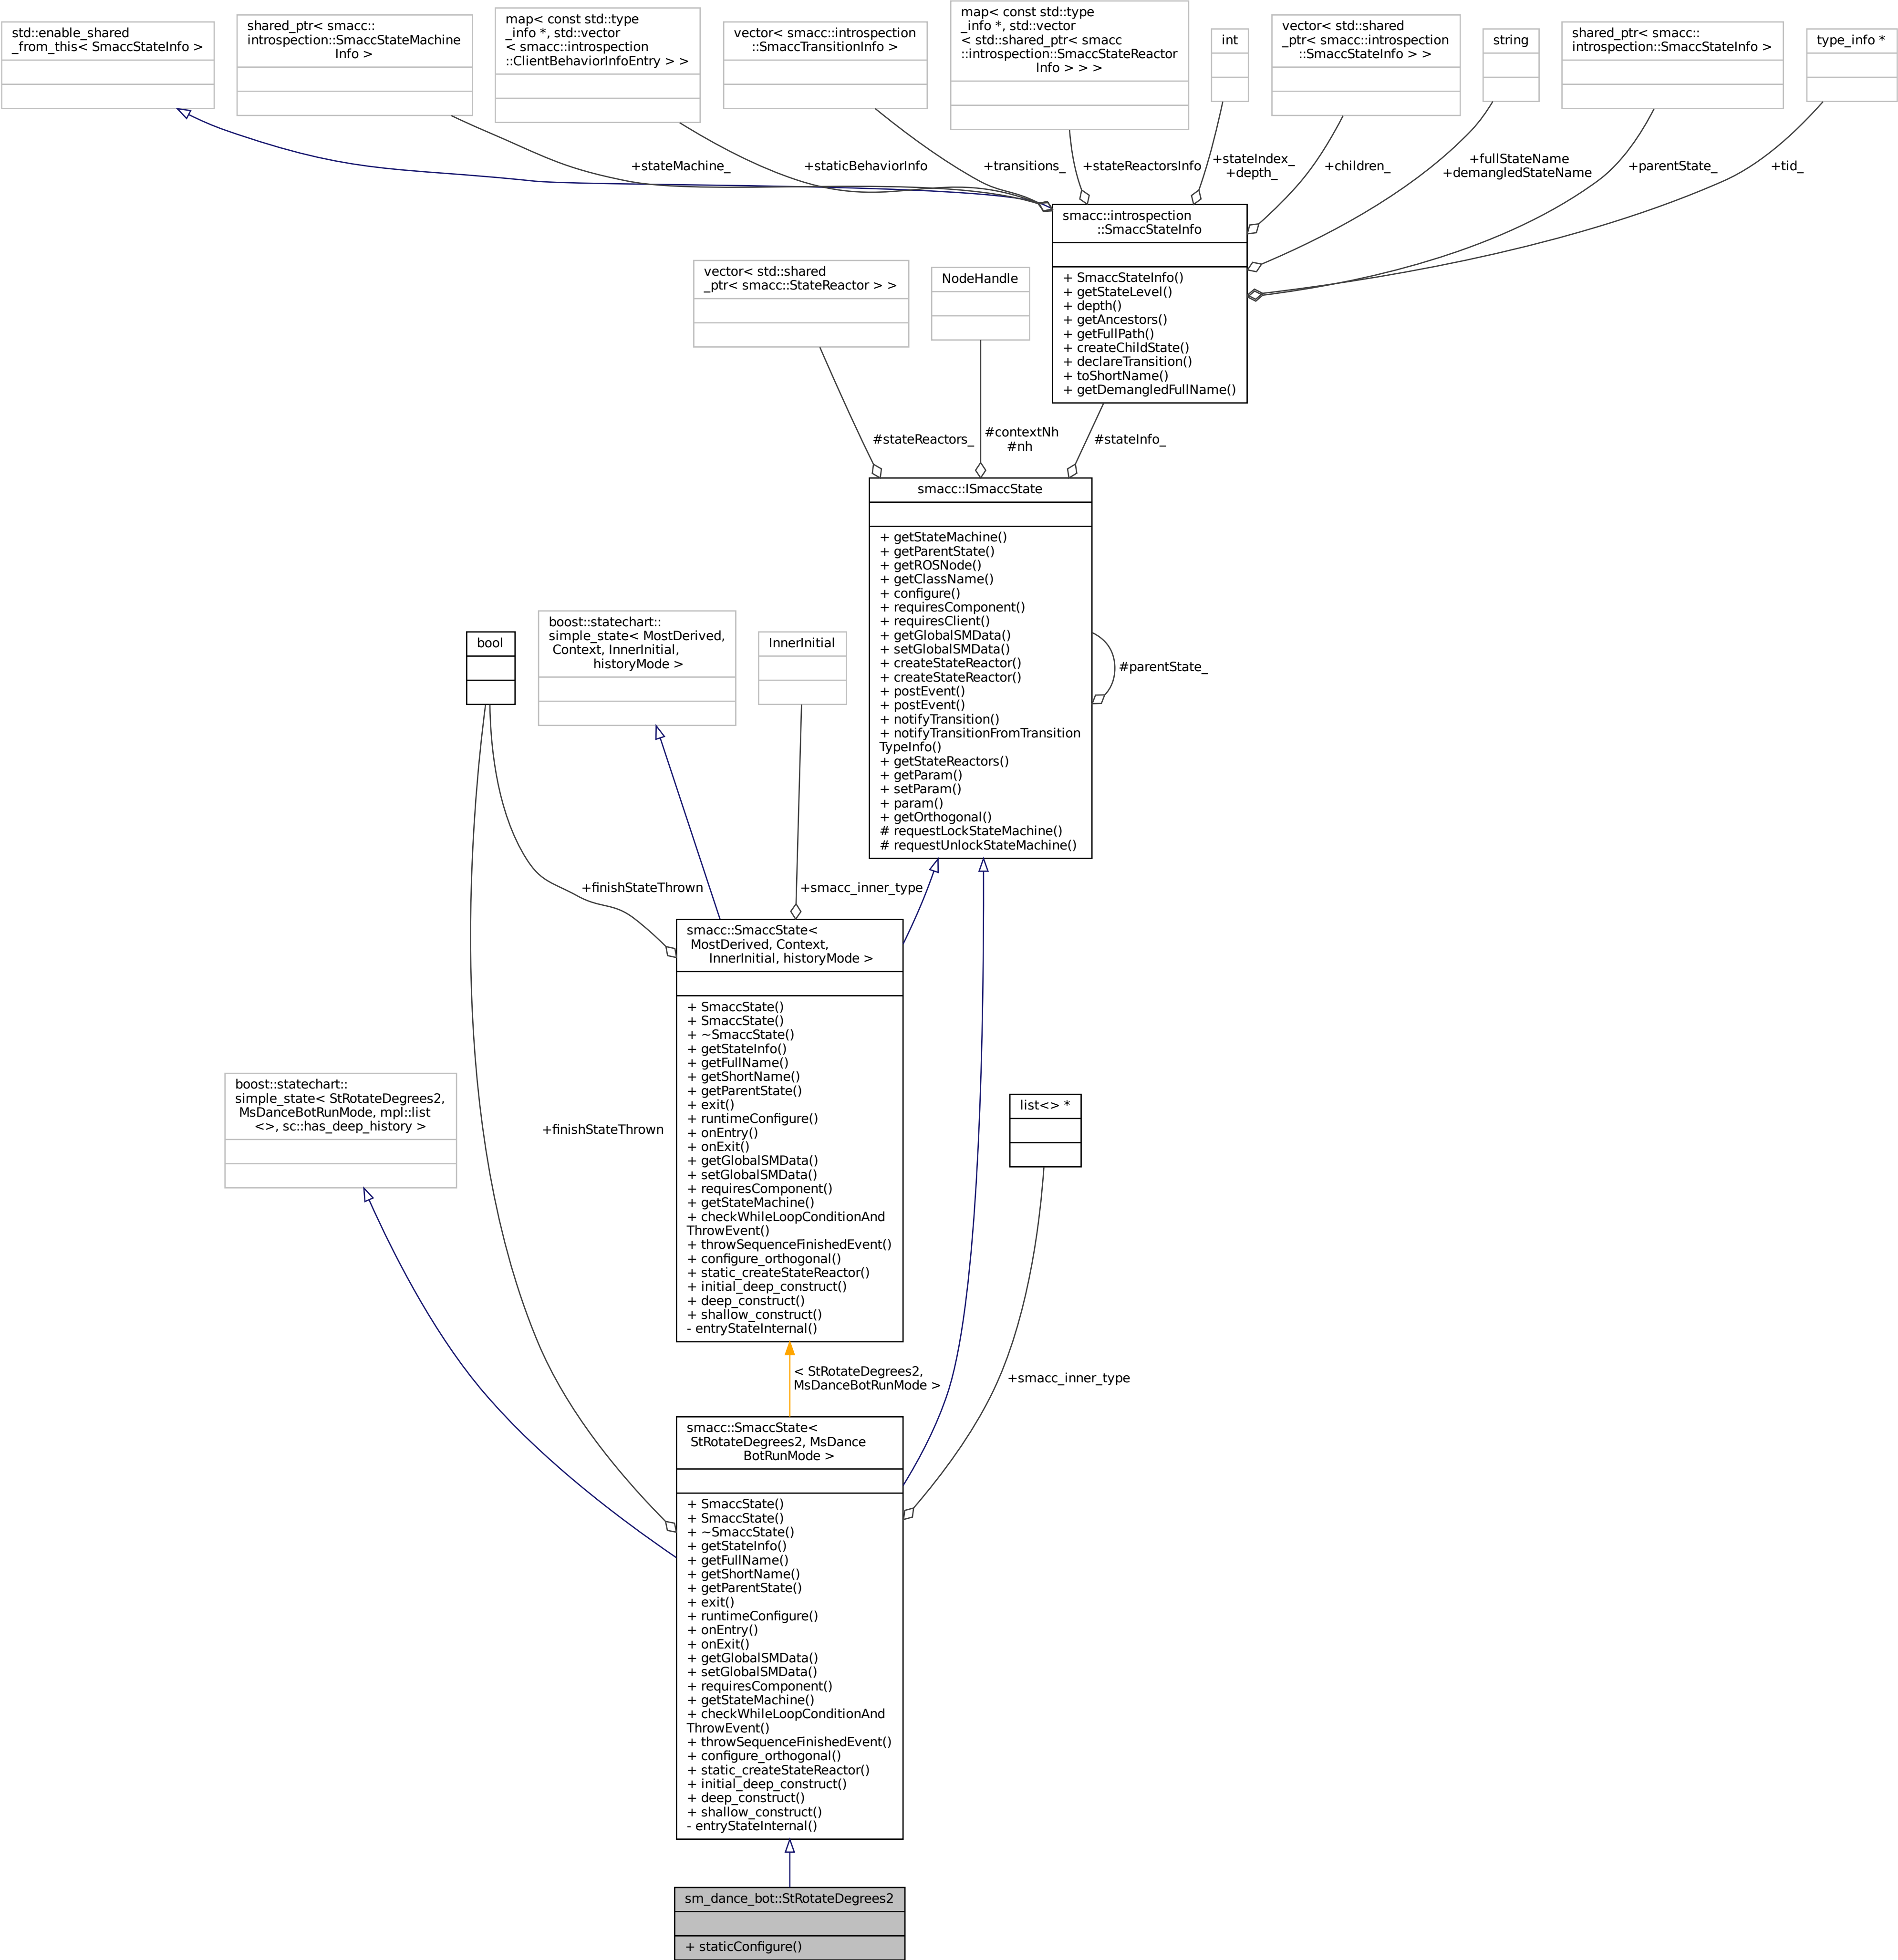 std::enable_shared
_from_this< SmaccStateInfo >
shared_ptr< smacc::
introspection::SmaccStateMachine
Info >
map< const std::type
_info *, std::vector
< smacc::introspection
::ClientBehaviorInfoEntry > >
vector< smacc::introspection
::SmaccTransitionInfo >
map< const std::type
_info *, std::vector
< std::shared_ptr< smacc
::introspection::SmaccStateReactor
Info > > >
int
vector< std::shared
_ptr< smacc::introspection
::SmaccStateInfo > >
string
shared_ptr< smacc::
introspection::SmaccStateInfo >
type_info *
+stateMachine_
+staticBehaviorInfo
+transitions_
+stateReactorsInfo
+stateIndex_
+depth_
+children_
+fullStateName
+demangledStateName
+parentState_
+tid_
smacc::introspection
::SmaccStateInfo
+ SmaccStateInfo()
+ getStateLevel()
+ depth()
+ getAncestors()
+ getFullPath()
+ createChildState()
+ declareTransition()
+ toShortName()
+ getDemangledFullName()
vector< std::shared
_ptr< smacc::StateReactor > >
NodeHandle
#stateReactors_
#contextNh
#nh
#stateInfo_
smacc::ISmaccState
+ getStateMachine()
+ getParentState()
+ getROSNode()
+ getClassName()
+ configure()
+ requiresComponent()
+ requiresClient()
+ getGlobalSMData()
+ setGlobalSMData()
+ createStateReactor()
+ createStateReactor()
+ postEvent()
+ postEvent()
+ notifyTransition()
+ notifyTransitionFromTransition
TypeInfo()
+ getStateReactors()
+ getParam()
+ setParam()
+ param()
+ getOrthogonal()
# requestLockStateMachine()
# requestUnlockStateMachine()
#parentState_
bool
boost::statechart::
simple_state< MostDerived,
Context, InnerInitial,
historyMode >
InnerInitial
+finishStateThrown
+smacc_inner_type
smacc::SmaccState<
MostDerived, Context,
InnerInitial, historyMode >
+ SmaccState()
+ SmaccState()
+ ~SmaccState()
+ getStateInfo()
+ getFullName()
+ getShortName()
+ getParentState()
+ exit()
+ runtimeConfigure()
+ onEntry()
+ onExit()
+ getGlobalSMData()
+ setGlobalSMData()
+ requiresComponent()
+ getStateMachine()
+ checkWhileLoopConditionAnd
ThrowEvent()
+ throwSequenceFinishedEvent()
+ configure_orthogonal()
+ static_createStateReactor()
+ initial_deep_construct()
+ deep_construct()
+ shallow_construct()
- entryStateInternal()
boost::statechart::
simple_state< StRotateDegrees2,
MsDanceBotRunMode, mpl::list
<>, sc::has_deep_history >
+finishStateThrown
list<> *
< StRotateDegrees2,
MsDanceBotRunMode >
+smacc_inner_type
smacc::SmaccState<
StRotateDegrees2, MsDance
BotRunMode >
+ SmaccState()
+ SmaccState()
+ ~SmaccState()
+ getStateInfo()
+ getFullName()
+ getShortName()
+ getParentState()
+ exit()
+ runtimeConfigure()
+ onEntry()
+ onExit()
+ getGlobalSMData()
+ setGlobalSMData()
+ requiresComponent()
+ getStateMachine()
+ checkWhileLoopConditionAnd
ThrowEvent()
+ throwSequenceFinishedEvent()
+ configure_orthogonal()
+ static_createStateReactor()
+ initial_deep_construct()
+ deep_construct()
+ shallow_construct()
- entryStateInternal()
sm_dance_bot::StRotateDegrees2
+ staticConfigure()